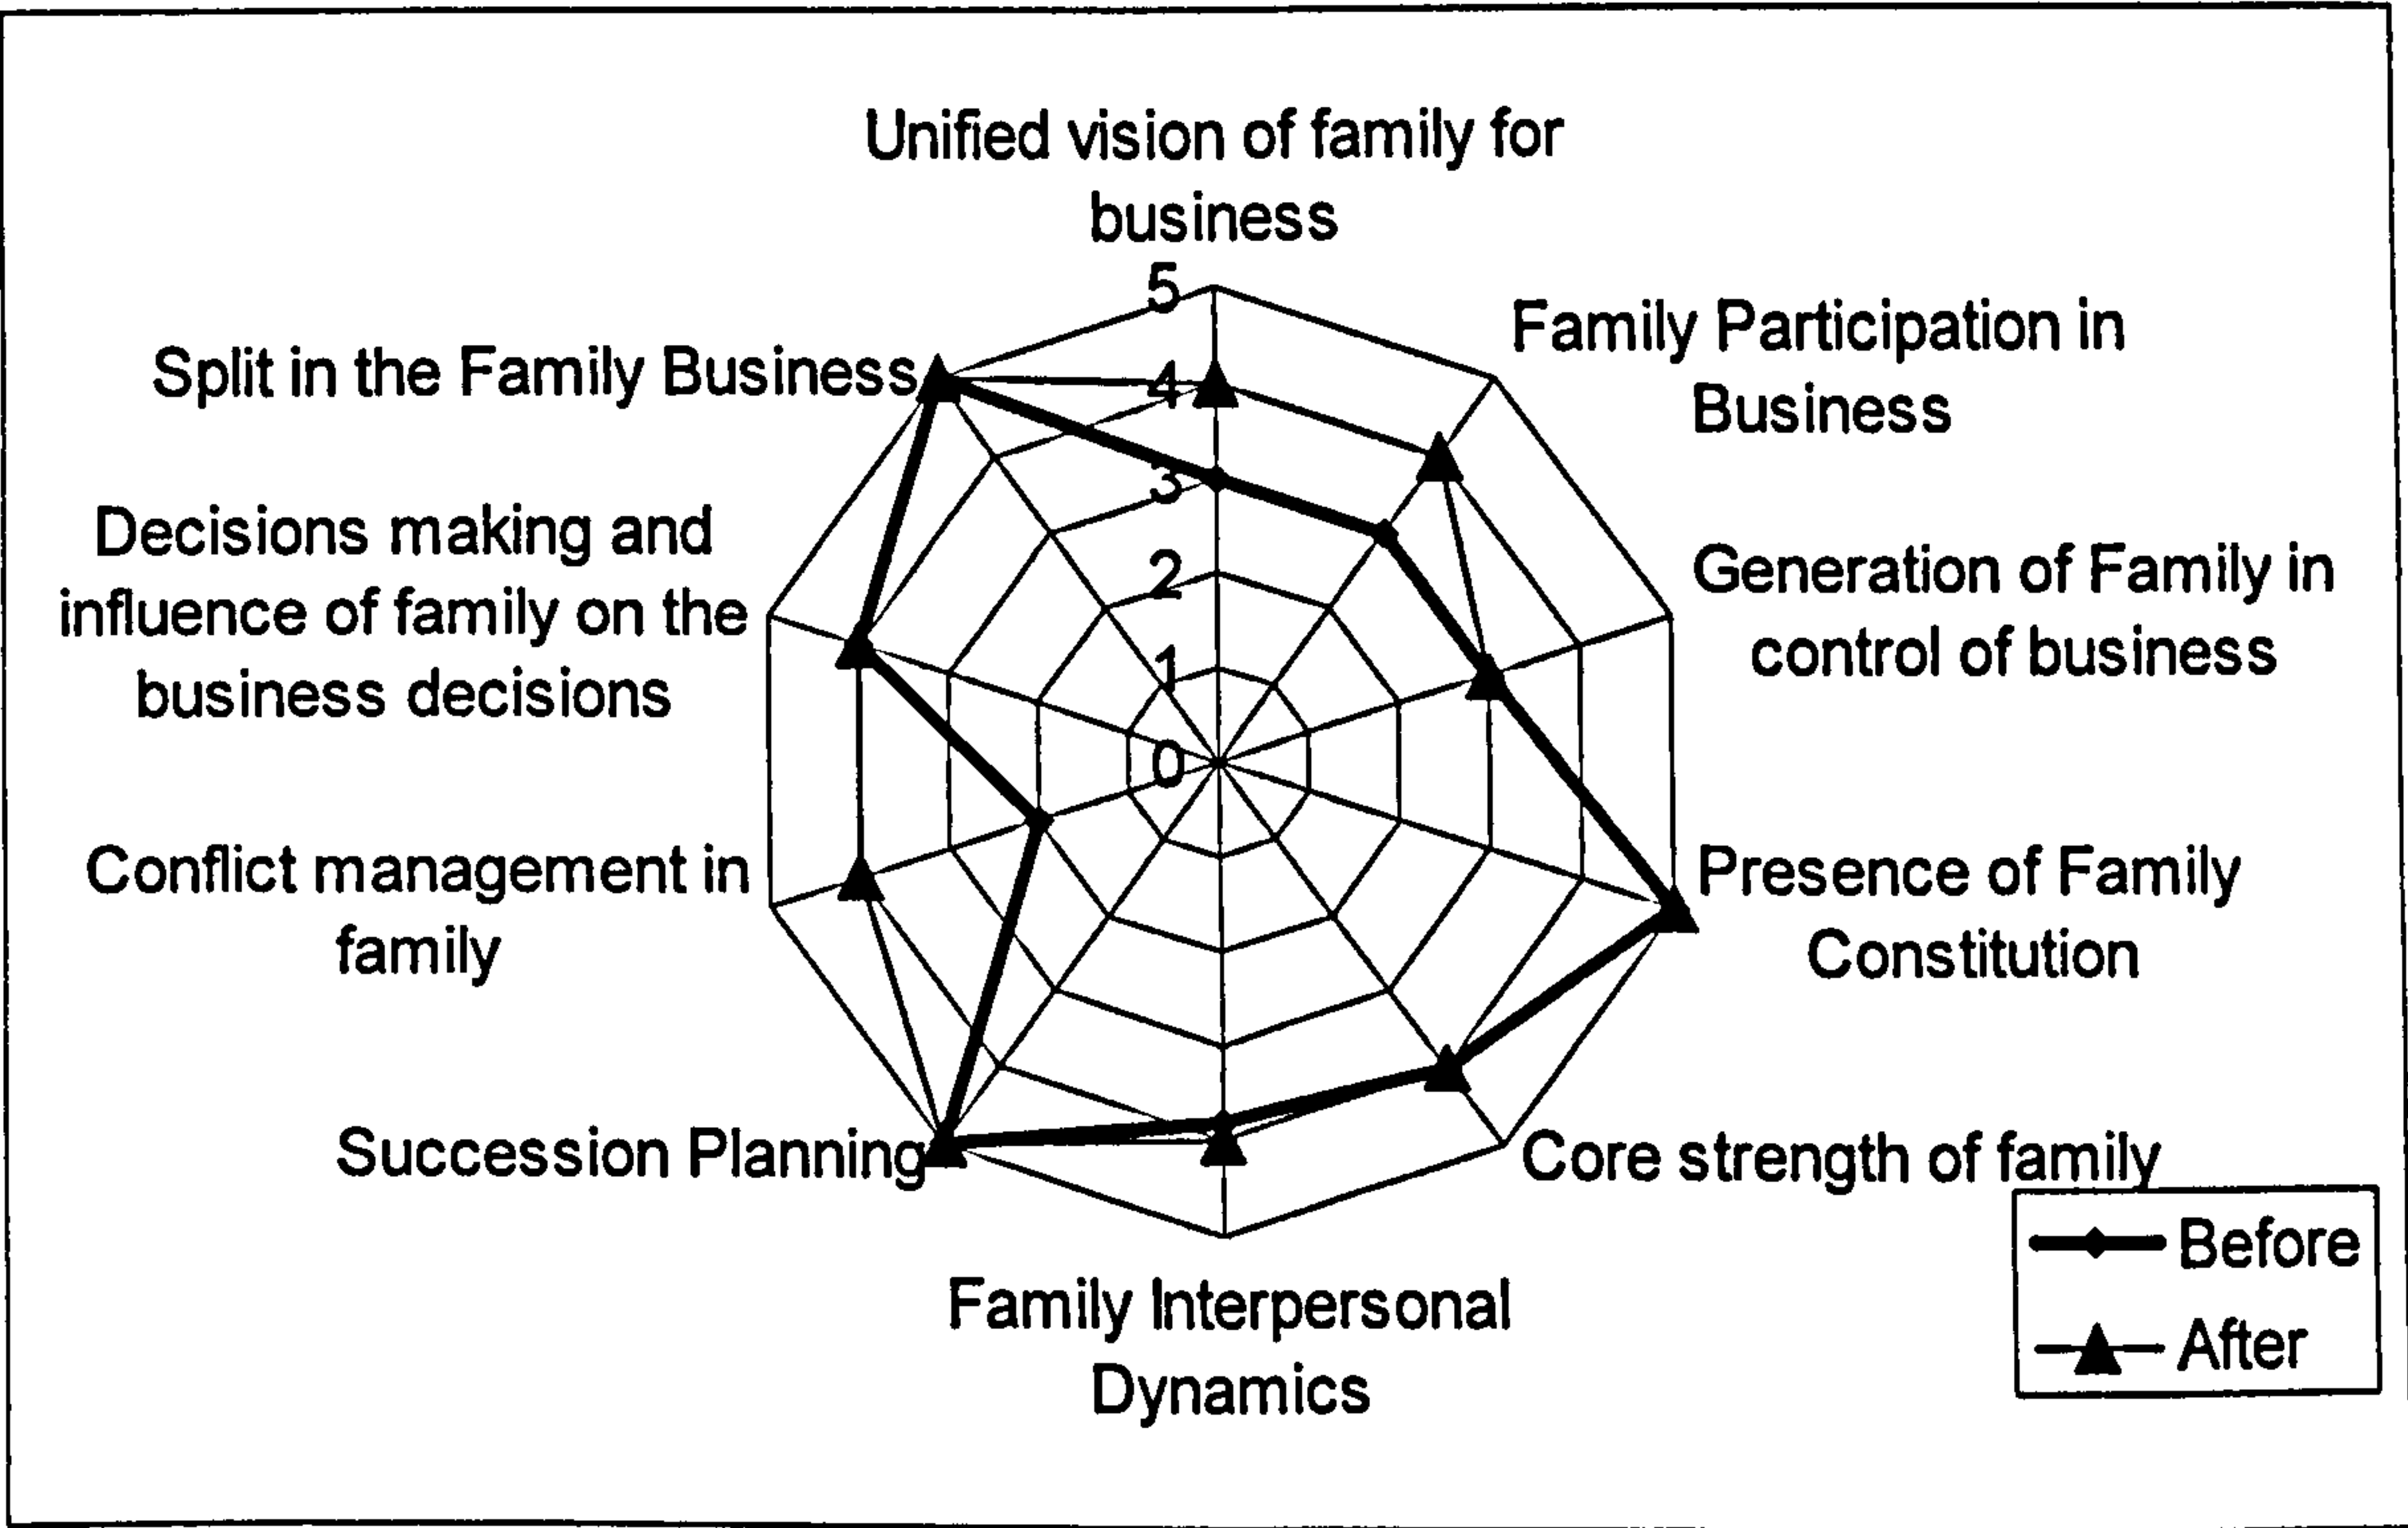 Unified vision of family for
business
5
4
3
2
1
0
Family Participation in
Business
Generation of Family in
control of business
Presence of Family
Constitution
Core strength of family
Family Interpersonal
Dynamics
Succession Planning
Conflict management in
family
Decisions making and
influence of family on the
business decisions
Split in the Family Business
Before
After